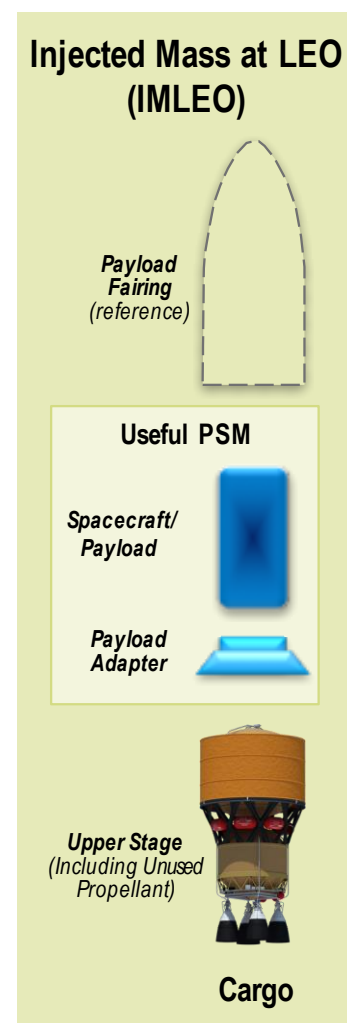 Injected Mass at LEO
(IMLEO)
Payload
Fairing
(reference)
Useful PSM
Spacecraft/
Payload
Payload
Adapter
Upper Stage
(Including Unused
Propellant)
Cargo